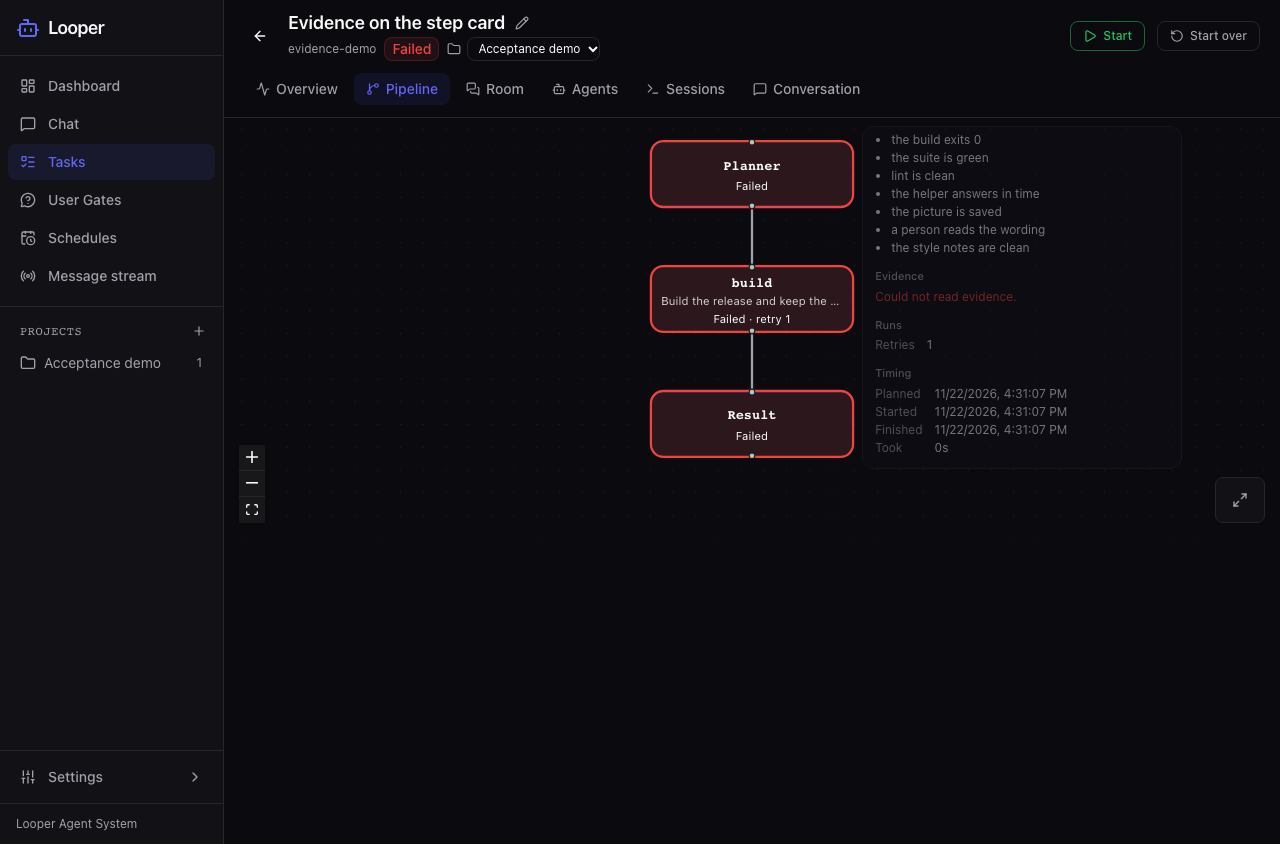 Looper
Dashboard
Chat
Tasks
User Gates
Schedules
Message stream
PROJECTS
Acceptance demo 1
Settings
Looper Agent System
Evidence on the step card
evidence-demo Failed Acceptance demo
Start Start over
Overview Pipeline Room Agents Sessions Conversation
Planner
Failed
build
Build the release and keep the ...
Failed · retry 1
Result
Failed
• the build exits 0
• the suite is green
• lint is clean
• the helper answers in time
• the picture is saved
• a person reads the wording
• the style notes are clean
Evidence
Could not read evidence.
Runs
Retries 1
Timing
Planned 11/22/2026, 4:31:07 PM
Started 11/22/2026, 4:31:07 PM
Finished 11/22/2026, 4:31:07 PM
Took 0s